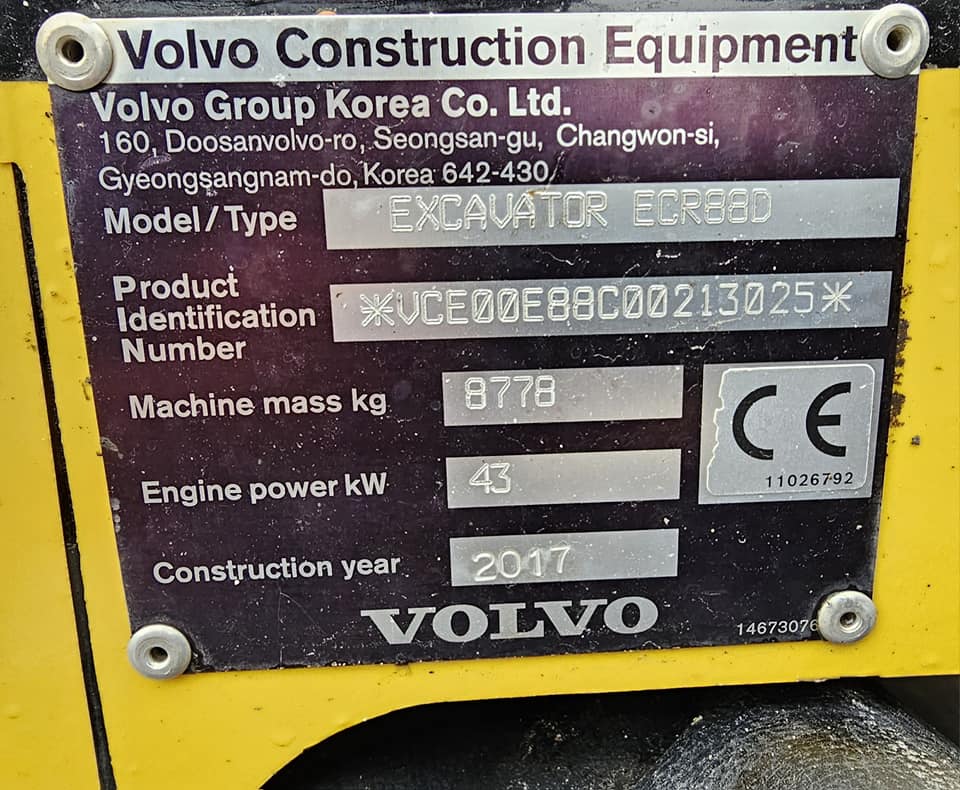 Volvo Construction Equipment
Volvo Group Korea Co. Ltd.
160, Doosanvolvo-ro, Seongsan-gu, Changwon-si,
Gyeongsangnam-do, Korea 642-430
Model/Type EXCAVATOR ECR88D
Product
Identification
Number
*VCE00E88C00213025*
Machine mass kg 8778
CE
11026792
Engine power kW 43
Construction year 2017
VOLVO
1467307